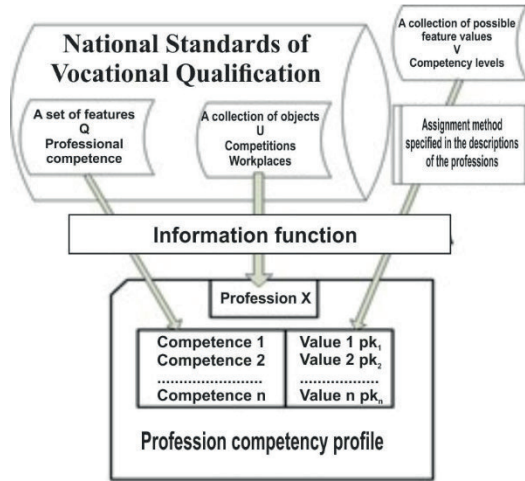 National Standards of
Vocational Qualification
A set of features
Q
Professional
competence
A collection of objects
U
Competitions
Workplaces
A collection of possible
feature values
V
Competency levels
Assignment method
specified in the descriptions
of the professions
Information function
Profession X
Competence 1
Competence 2
........................
Competence n
Value 1 pk₁
Value 2 pk₂
...................
Value n pkₙ
Profession competency profile